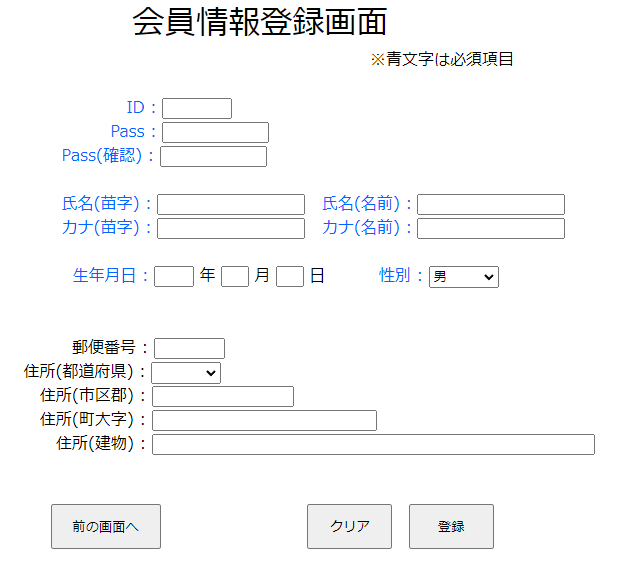 会員情報登録画面
※青文字は必須項目
ID：
Pass：
Pass(確認)：
氏名(苗字)： 氏名(名前)：
カナ(苗字)： カナ(名前)：
生年月日： 年 月 日 性別： 男
郵便番号：
住所(都道府県)：
住所(市区郡)：
住所(町大字)：
住所(建物)：
前の画面へ クリア 登録